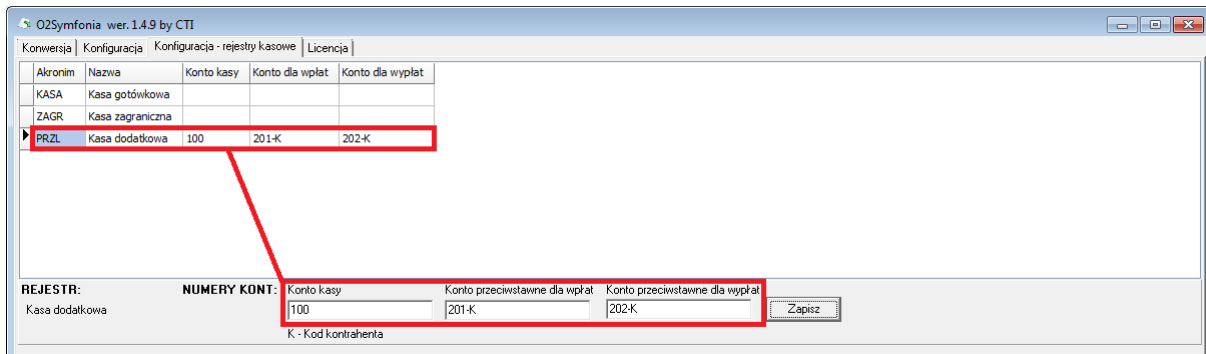 O2Symfonia wer. 1.4.9 by CTI
Konwersja Konfiguracja Konfiguracja - rejestry kasowe Licencja
Akronim Nazwa Konto kasy Konto dla wpłat Konto dla wypłat
KASA Kasa gotówkowa
ZAGR Kasa zagraniczna
PRZL Kasa dodatkowa 100 201-K 202-K
REJESTR: NUMERY KONT: Konto kasy Konto przeciwstawne dla wpłat Konto przeciwstawne dla wypłat
Kasa dodatkowa 100 201-K 202-K Zapisz
K - Kod kontrahenta